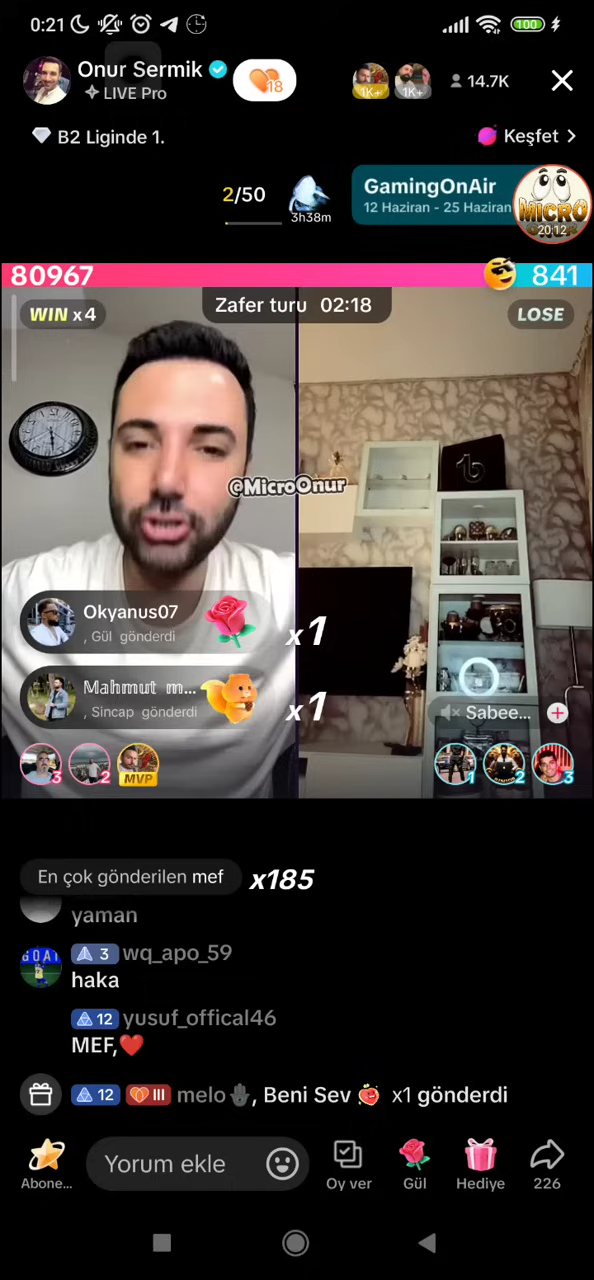 0:21
100
Onur Sermik
LIVE Pro
18
1K+
1K+
14.7K
B2 Liginde 1.
Keşfet
2/50
3h38m
GamingOnAir
12 Haziran - 25 Haziran
MICRO
20:12
80967
841
WIN x4
Zafer turu 02:18
LOSE
@MicroOnur
Okyanus07
, Gül gönderdi
x1
Mahmut m...
, Sincap gönderdi
x1
Sabee...
3
2
MVP
1
2
3
En çok gönderilen mef
x185
yaman
GOAT
3 wq_apo_59
haka
12 yusuf_offical46
MEF,❤️
12 III melo🖐🏿, Beni Sev x1 gönderdi
Abone...
Yorum ekle
Oy ver
Gül
Hediye
226